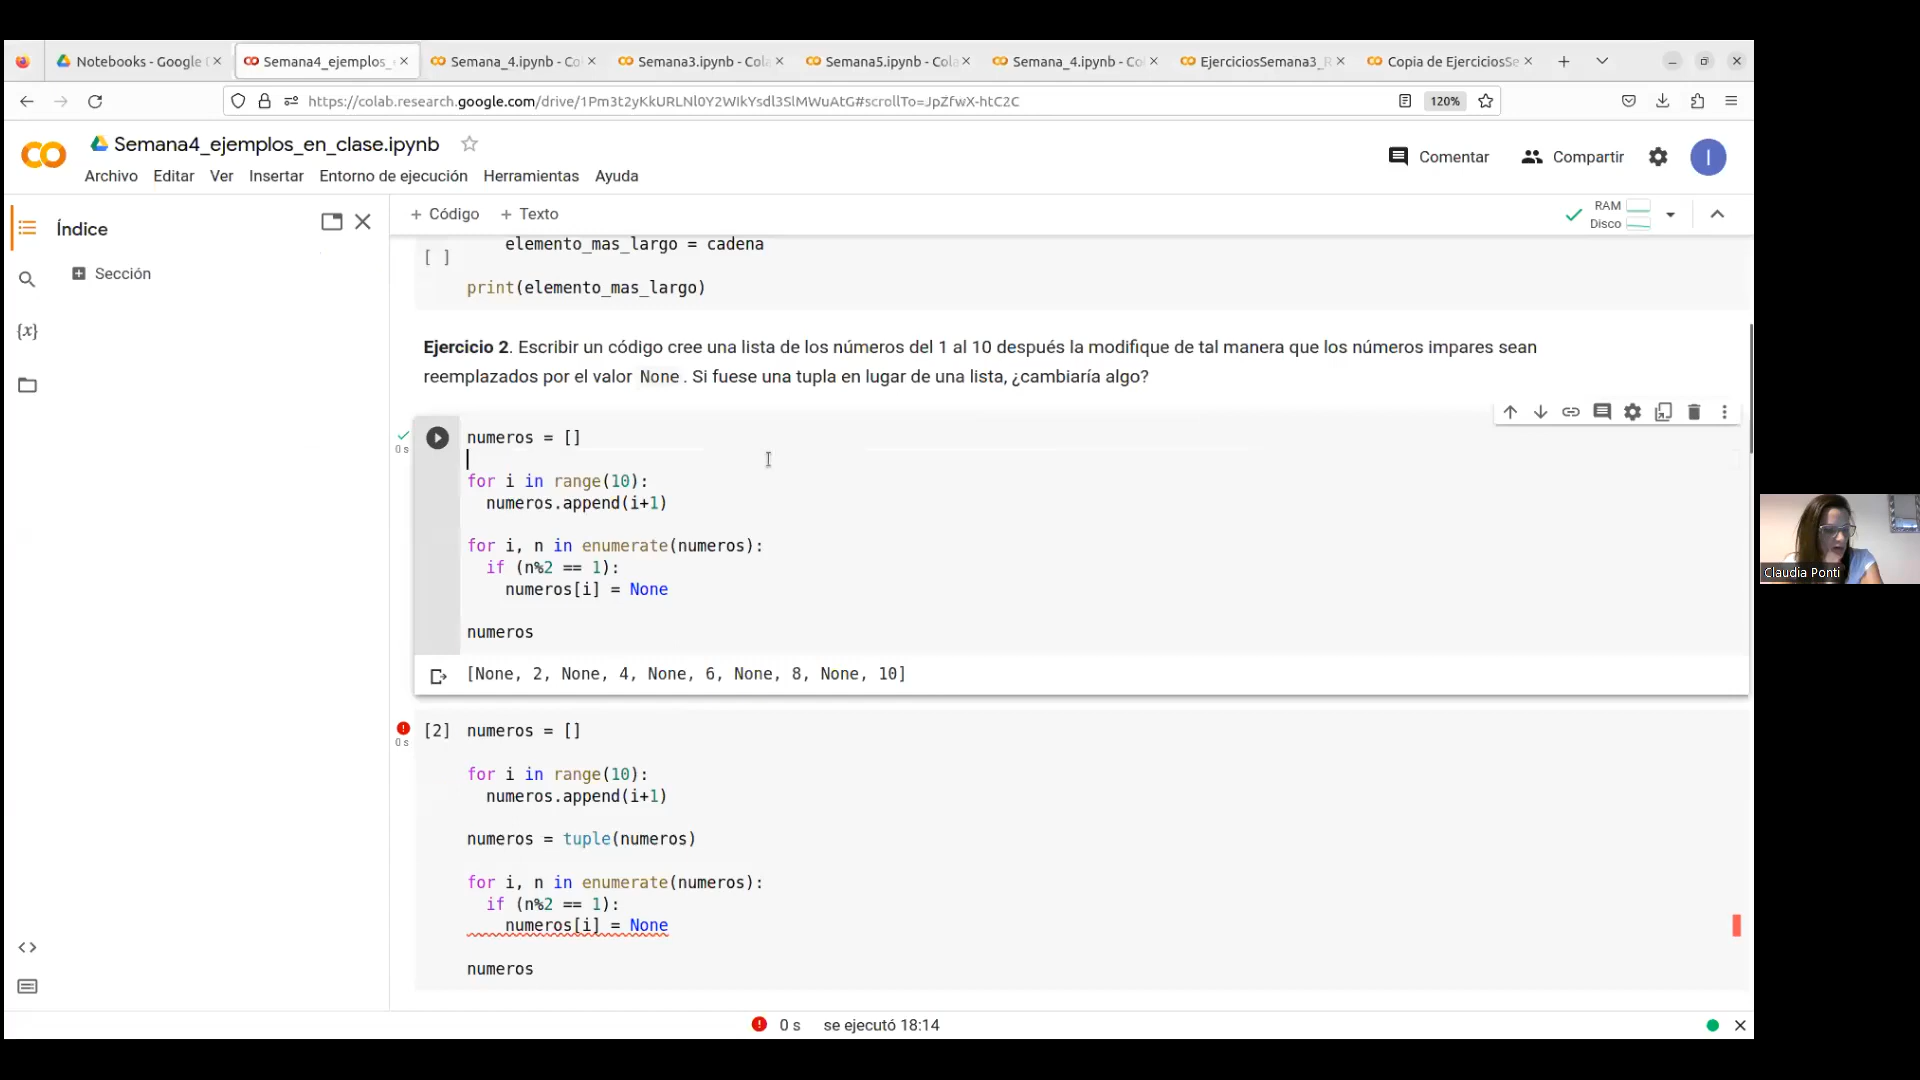 Notebooks - Google
Semana4_ejemplos_
Semana_4.ipynb - Co
Semana3.ipynb - Cola
Semana5.ipynb - Cola
Semana_4.ipynb - Co
EjerciciosSemana3_R
Copia de EjerciciosSe
https://colab.research.google.com/drive/1Pm3t2yKkURLNl0Y2WIkYsdl3SlMWuAtG#scrollTo=JpZfwX-htC2C
120%
Semana4_ejemplos_en_clase.ipynb
Comentar
Compartir
I
Archivo Editar Ver Insertar Entorno de ejecución Herramientas Ayuda
Índice
+ Código + Texto
RAM
Disco
Sección
{x}
elemento_mas_largo = cadena
[ ]
print(elemento_mas_largo)
Ejercicio 2. Escribir un código cree una lista de los números del 1 al 10 después la modifique de tal manera que los números impares sean
reemplazados por el valor None. Si fuese una tupla en lugar de una lista, ¿cambiaría algo?
0 s
numeros = []
for i in range(10):
numeros.append(i+1)
for i, n in enumerate(numeros):
if (n%2 == 1):
numeros[i] = None
numeros
[None, 2, None, 4, None, 6, None, 8, None, 10]
0 s
[2] numeros = []
for i in range(10):
numeros.append(i+1)
numeros = tuple(numeros)
for i, n in enumerate(numeros):
if (n%2 == 1):
numeros[i] = None
numeros
0 s se ejecutó 18:14
Claudia Ponti